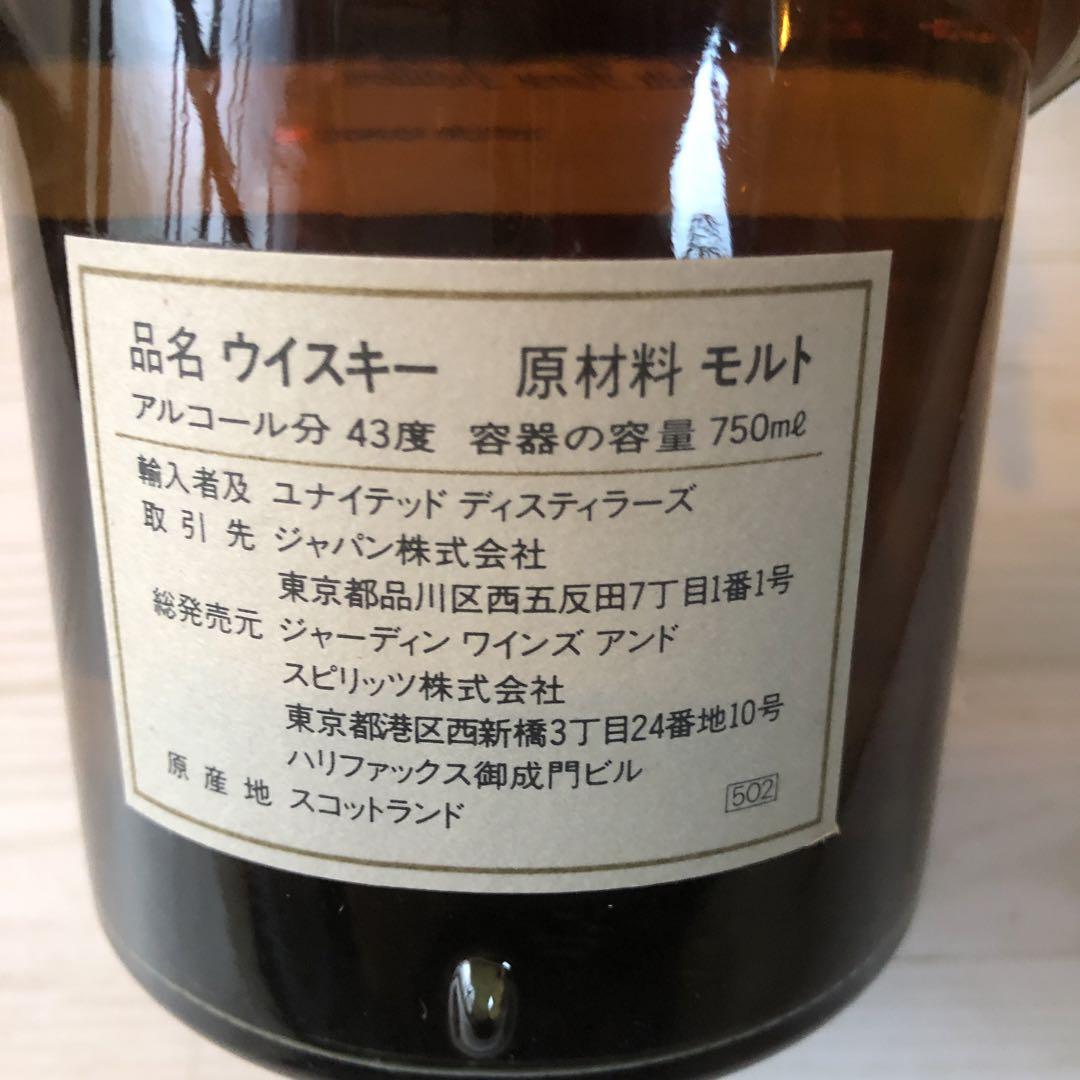 品名 ウイスキー 原材料 モルト
アルコール分 43度 容器の容量 750mℓ
輸入者及 ユナイテッド ディスティラーズ
取引先 ジャパン株式会社
東京都品川区西五反田7丁目1番1号
総発売元 ジャーディン ワインズ アンド
スピリッツ株式会社
東京都港区西新橋3丁目24番地10号
ハリファックス御成門ビル
原産地 スコットランド
502